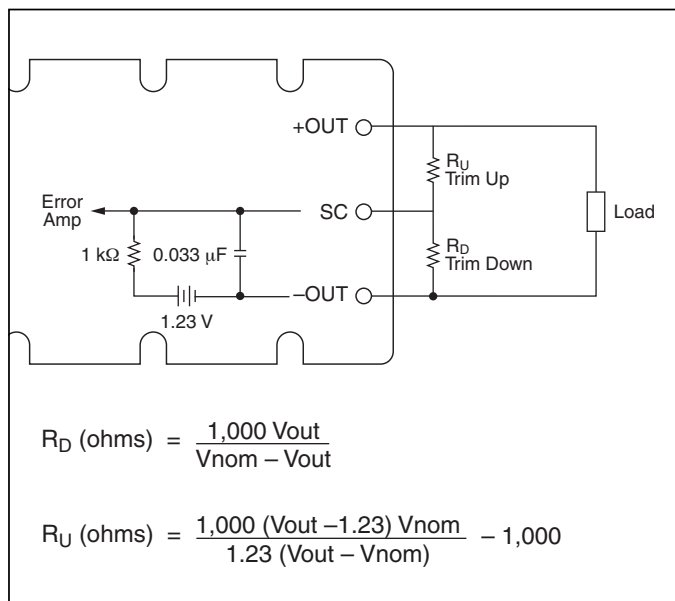 +OUT
R_U
Trim Up
Error
Amp
SC
Load
1 kΩ
0.033 µF
R_D
Trim Down
–OUT
1.23 V
R_D (ohms) = 1,000 Vout / Vnom – Vout
R_U (ohms) = 1,000 (Vout –1.23) Vnom / 1.23 (Vout – Vnom) – 1,000